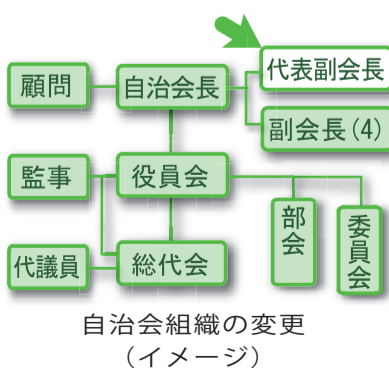 代表副会長
顧問
自治会長
副会長(4)
監事
役員会
部会
委員会
代議員
総代会
自治会組織の変更
（イメージ）